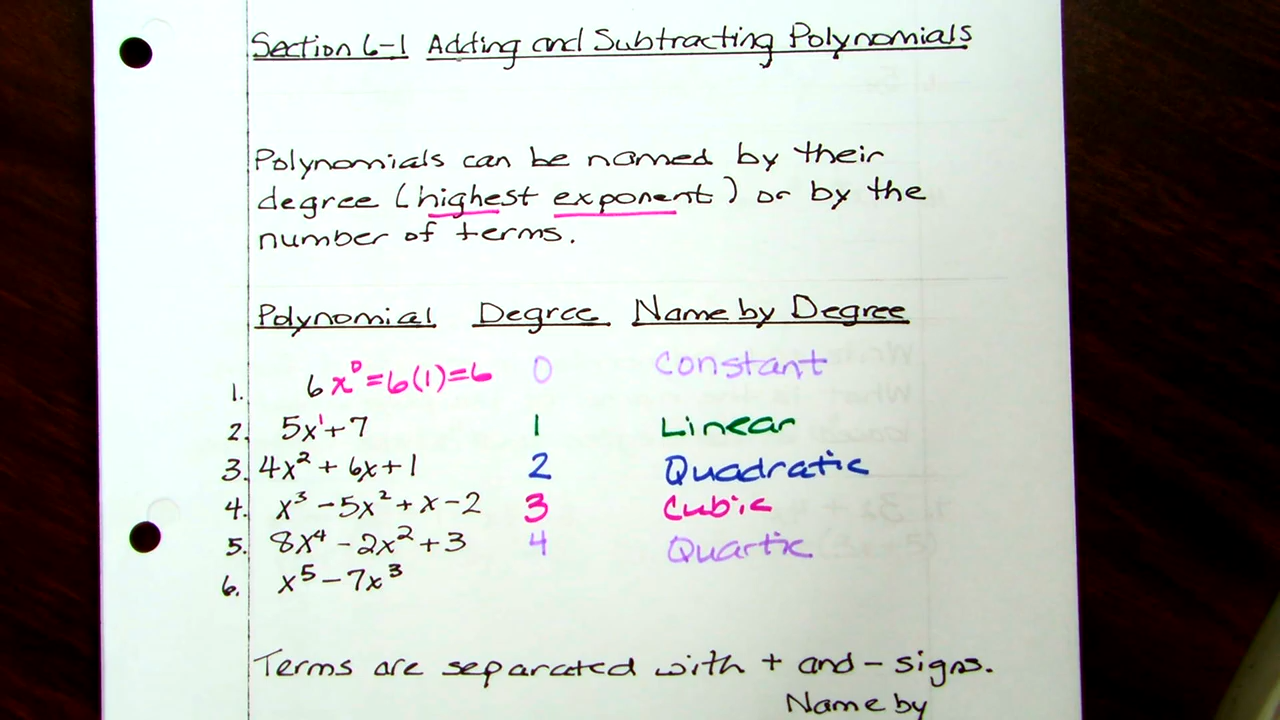 Section 6-1 Adding and Subtracting Polynomials
Polynomials can be named by their
degree (highest exponent) or by the
number of terms.
Polynomial Degree Name by Degree
1. 6x⁰=6(1)=6 0 Constant
2. 5x¹+7 1 Linear
3. 4x² + 6x+1 2 Quadratic
4. x³ -5x² + x-2 3 Cubic
5. 8x⁴ - 2x² +3 4 Quartic
6. x⁵ - 7x³
Terms are separated with + and - signs.
Name by